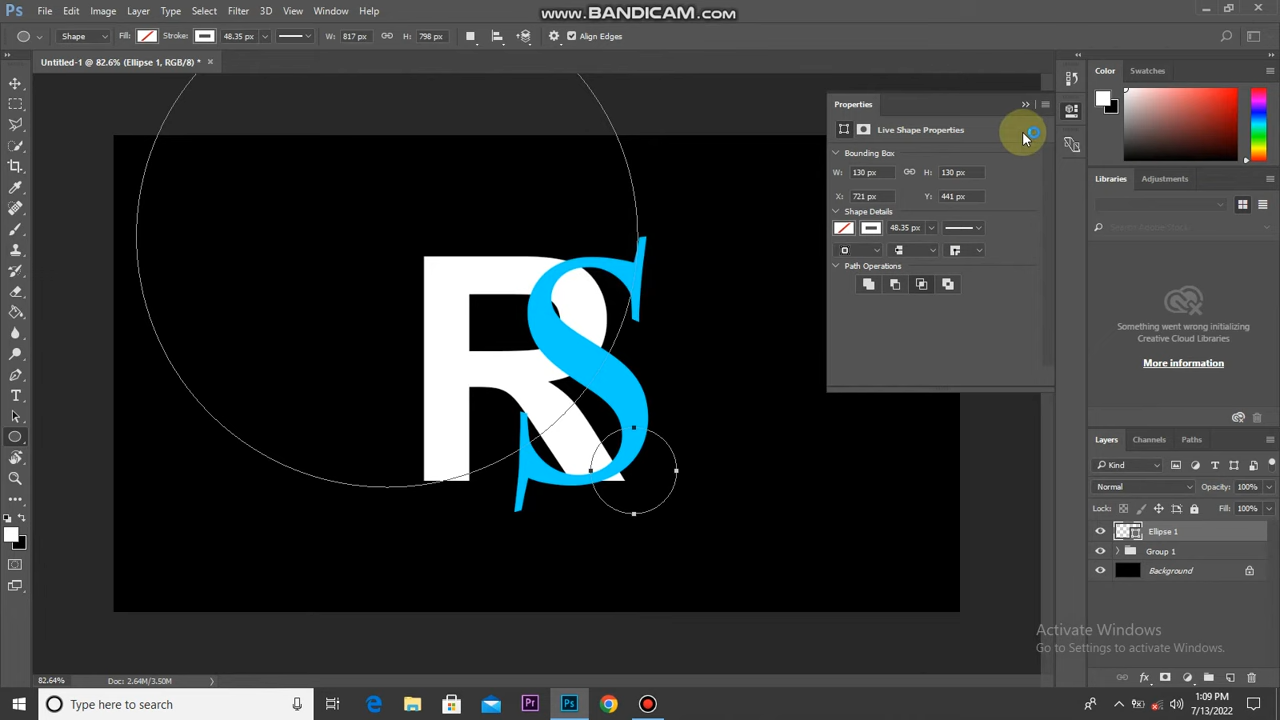 www.BANDICAM.com
Ps File Edit Image Layer Type Select Filter 3D View Window Help
Shape Fill: Stroke: 48.35 px W: 817 px H: 798 px Align Edges
Untitled-1 @ 82.6% (Ellipse 1, RGB/8) *
Properties
Live Shape Properties
Bounding Box
W: 130 px H: 130 px
X: 721 px Y: 441 px
Shape Details
48.35 px
Path Operations
Color Swatches
Libraries Adjustments
Something went wrong initializing
Creative Cloud Libraries
More information
RS
Layers Channels Paths
Kind
Normal Opacity: 100%
Lock: Fill: 100%
Ellipse 1
Group 1
Background
Activate Windows
Go to Settings to activate Windows.
82.64% Doc: 2.64M/3.50M
Type here to search
Pr Ps
1:09 PM
7/13/2022